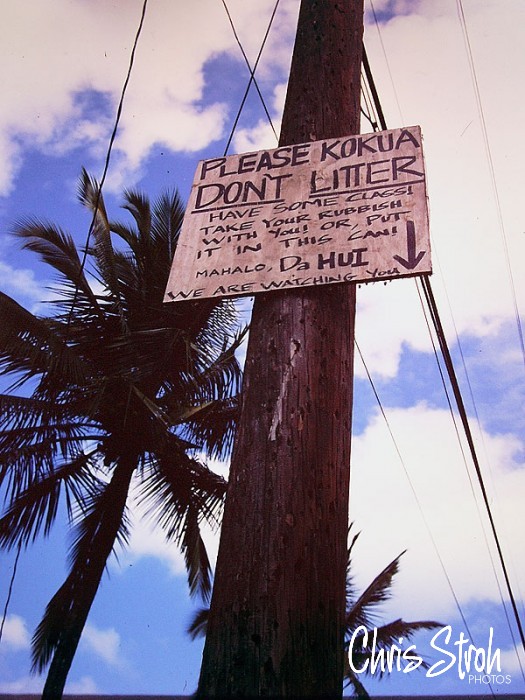 PLEASE KOKUA
DON'T LITTER
HAVE SOME CLASS!
TAKE YOUR RUBBISH
WITH YOU! OR, PUT
IT IN THIS CAN!
MAHALO, DA HUI
WE ARE WATCHING YOU
Chris Stroh
PHOTOS